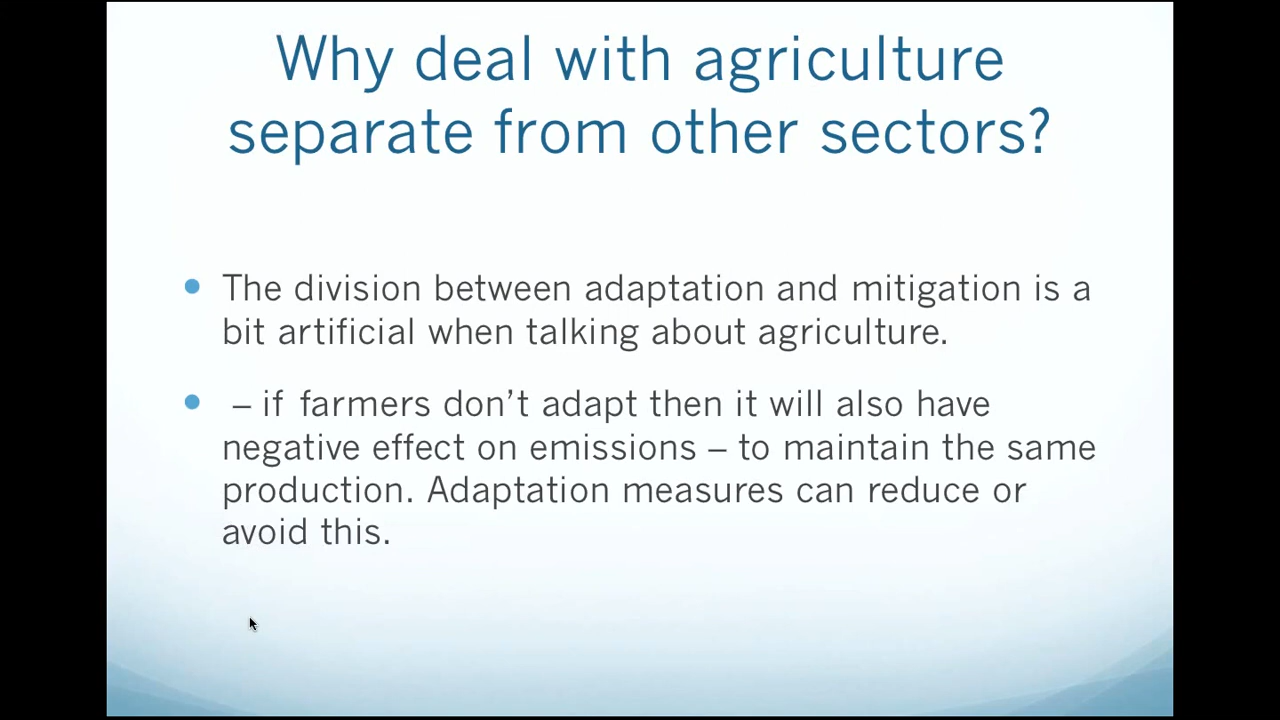 Why deal with agriculture
separate from other sectors?
• The division between adaptation and mitigation is a
bit artificial when talking about agriculture.
• – if farmers don’t adapt then it will also have
negative effect on emissions – to maintain the same
production. Adaptation measures can reduce or
avoid this.